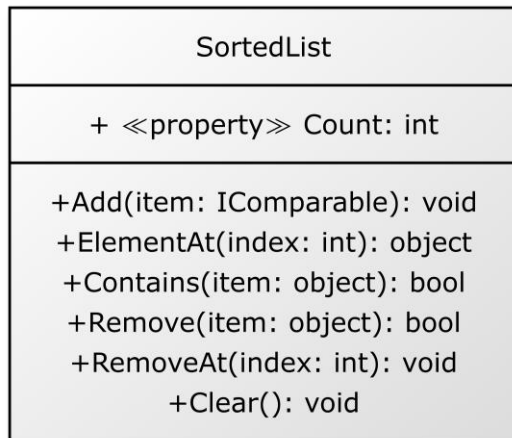 SortedList
+ ≪property≫ Count: int
+Add(item: IComparable): void
+ElementAt(index: int): object
+Contains(item: object): bool
+Remove(item: object): bool
+RemoveAt(index: int): void
+Clear(): void